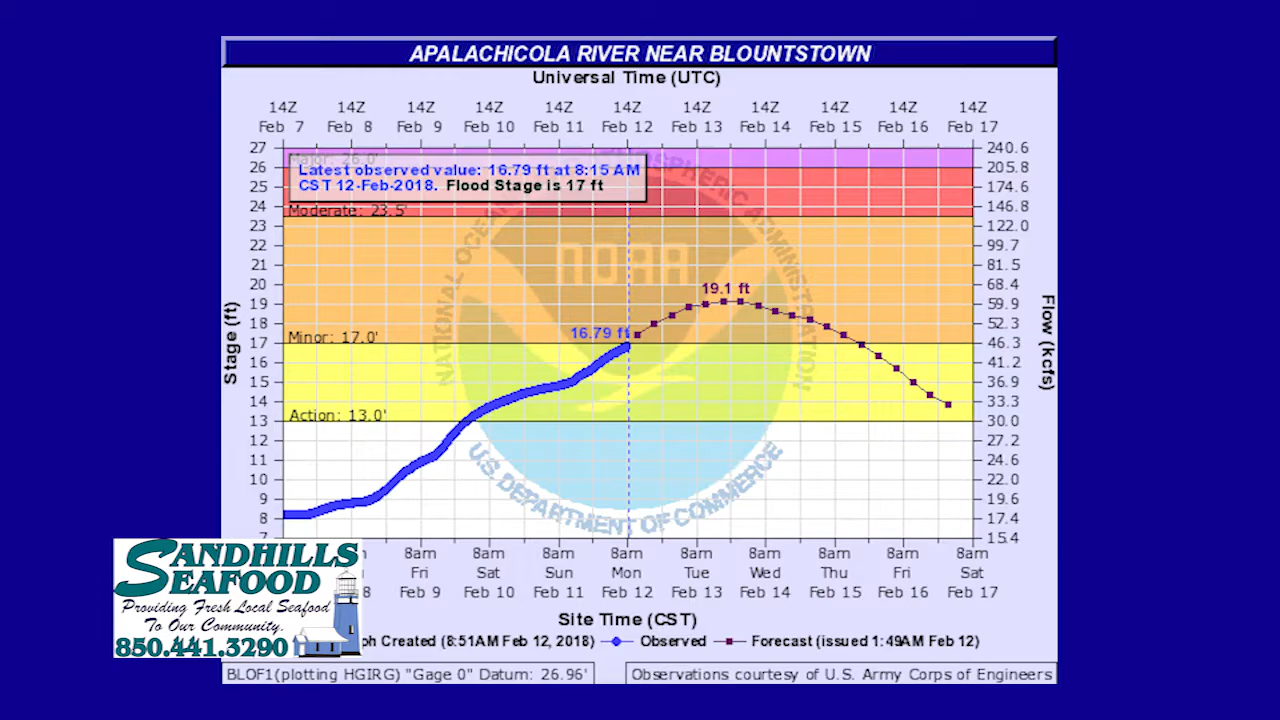 APALACHICOLA RIVER NEAR BLOUNTSTOWN
Universal Time (UTC)
14Z 14Z 14Z 14Z 14Z 14Z 14Z 14Z 14Z 14Z 14Z
Feb 7 Feb 8 Feb 9 Feb 10 Feb 11 Feb 12 Feb 13 Feb 14 Feb 15 Feb 16 Feb 17
27 240.6
Major: 26.0'
26 205.8
Latest observed value: 16.79 ft at 8:15 AM
CST 12-Feb-2018. Flood Stage is 17 ft
25 174.6
24 146.8
Moderate: 23.5'
23 122.0
22 99.7
21 81.5
20 68.4
19.1 ft
19 59.9
18 52.3
16.79 ft
Minor: 17.0'
17 46.3
16 41.2
15 36.9
14 33.3
Action: 13.0'
13 30.0
12 27.2
11 24.6
10 22.0
9 19.6
8 17.4
7 15.4
Stage (ft)
Flow (kcfs)
NATIONAL OCEANIC ATMOSPHERIC ADMINISTRATION
NOAA
U.S. DEPARTMENT OF COMMERCE
8am 8am 8am 8am 8am 8am 8am 8am 8am
Fri Sat Sun Mon Tue Wed Thu Fri Sat
8 Feb 9 Feb 10 Feb 11 Feb 12 Feb 13 Feb 14 Feb 15 Feb 16 Feb 17
Site Time (CST)
ph Created (8:51AM Feb 12, 2018) Observed Forecast (issued 1:49AM Feb 12)
BLOF1(plotting HGIRG) "Gage 0" Datum: 26.96' Observations courtesy of U.S. Army Corps of Engineers
SANDHILLS
SEAFOOD
Providing Fresh Local Seafood
To Our Community.
850.441.3290